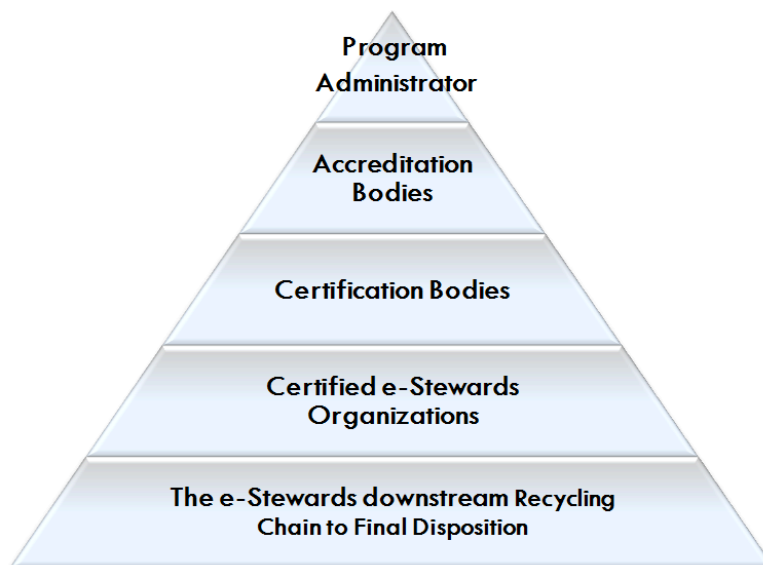 Program
Administrator
Accreditation
Bodies
Certification Bodies
Certified e-Stewards
Organizations
The e-Stewards downstream Recycling
Chain to Final Disposition